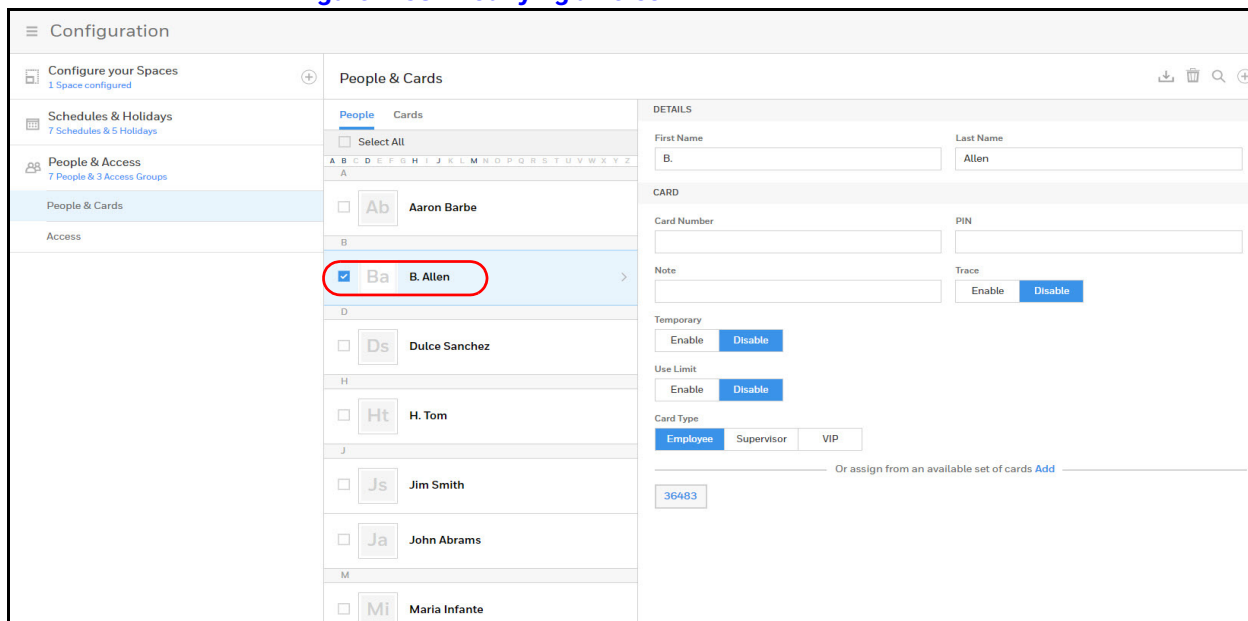 Configuration
Configure your Spaces
1 Space configured
Schedules & Holidays
7 Schedules & 5 Holidays
People & Access
7 People & 3 Access Groups
People & Cards
Access
People & Cards
People Cards
Select All
A B C D E F G H I J K L M N O P Q R S T U V W X Y Z
A
Ab Aaron Barbe
B
Ba B. Allen
D
Ds Dulce Sanchez
H
Ht H. Tom
J
Js Jim Smith
Ja John Abrams
M
Mi Maria Infante
DETAILS
First Name Last Name
B. Allen
CARD
Card Number PIN
Note Trace
Enable Disable
Temporary
Enable Disable
Use Limit
Enable Disable
Card Type
Employee Supervisor VIP
Or assign from an available set of cards Add
36483